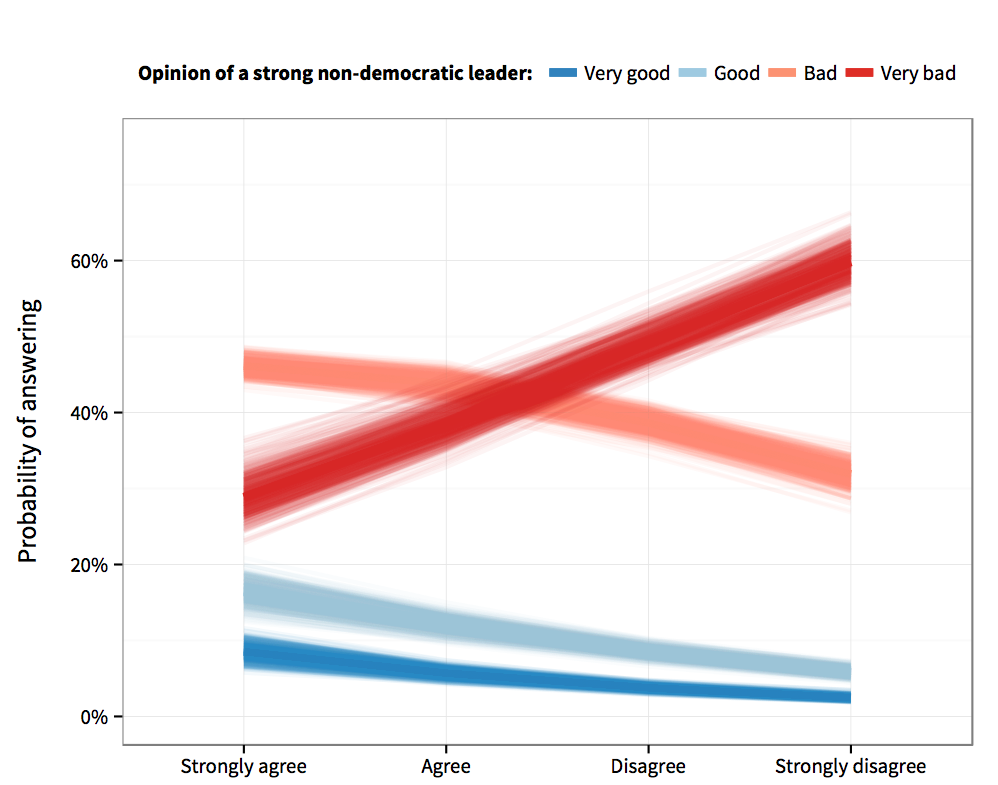 Opinion of a strong non-democratic leader: Very good Good Bad Very bad
Probability of answering
60%
40%
20%
0%
Strongly agree Agree Disagree Strongly disagree